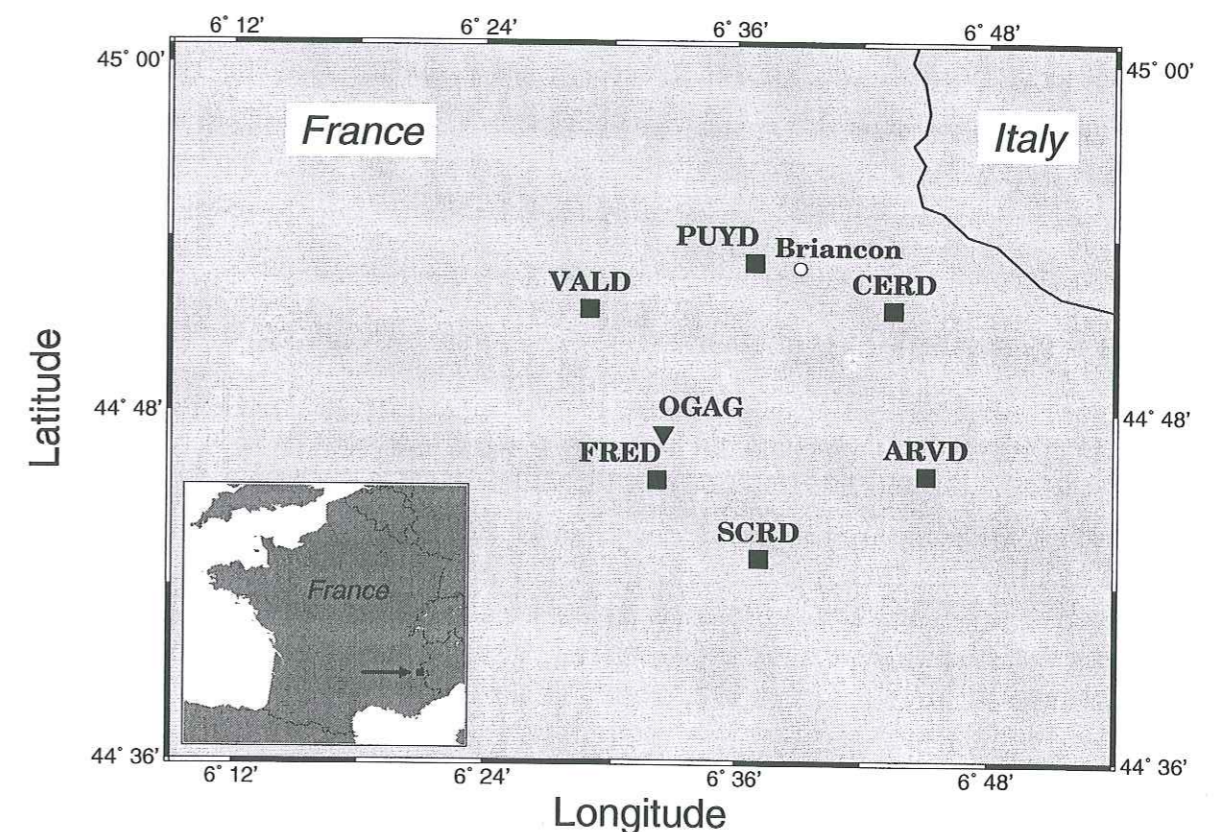 6° 12' 6° 24' 6° 36' 6° 48'
45° 00' 45° 00'
France Italy
PUYD Briancon
VALD CERD
44° 48' OGAG 44° 48'
FRED ARVD
SCRD
France
44° 36' 44° 36'
6° 12' 6° 24' 6° 36' 6° 48'
Longitude
Latitude